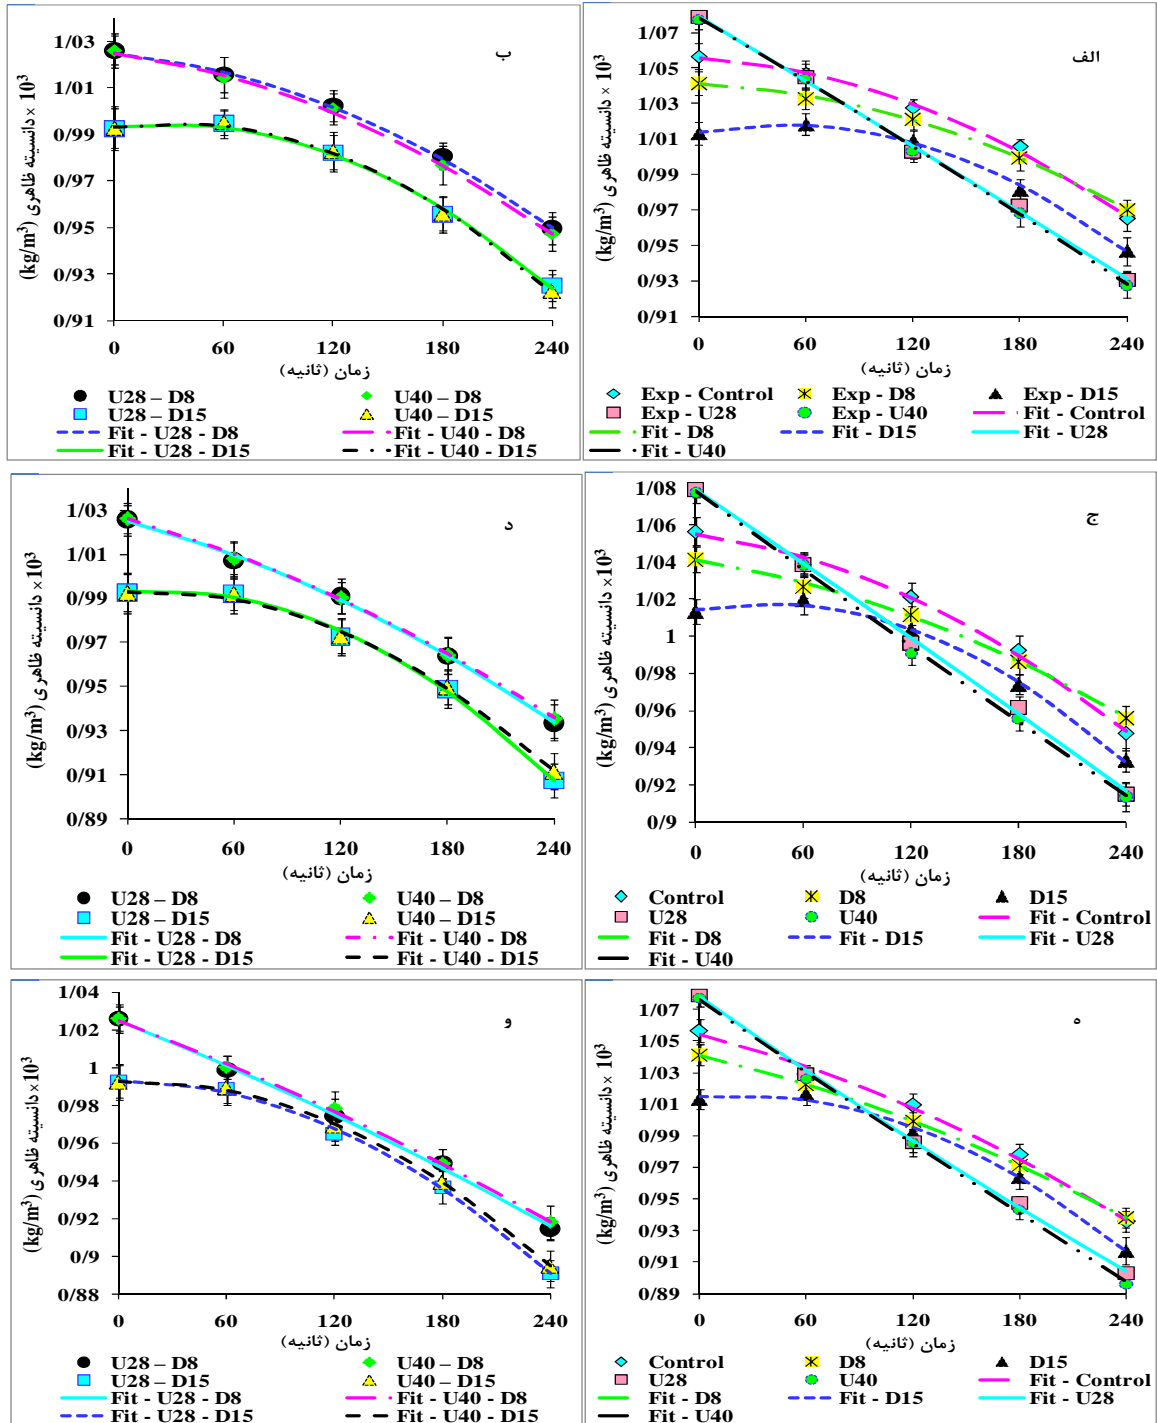 الف
دانسیته ظاهری (kg/m³) × 10³
1/07
1/05
1/03
1/01
0/99
0/97
0/95
0/93
0/91
0 60 120 180 240
زمان (ثانیه)
Exp - Control Exp - D8 Exp - D15
Exp - U28 Exp - U40 Fit - Control
Fit - D8 Fit - D15 Fit - U28
Fit - U40
ب
دانسیته ظاهری (kg/m³) × 10³
1/03
1/01
0/99
0/97
0/95
0/93
0/91
0 60 120 180 240
زمان (ثانیه)
U28 – D8 U40 – D8
U28 – D15 U40 – D15
Fit - U28 - D8 Fit - U40 - D8
Fit - U28 - D15 Fit - U40 - D15
ج
دانسیته ظاهری (kg/m³) × 10³
1/08
1/06
1/04
1/02
1
0/98
0/96
0/94
0/92
0/9
0 60 120 180 240
زمان (ثانیه)
Control D8 D15
U28 U40 Fit - Control
Fit - D8 Fit - D15 Fit - U28
Fit - U40
د
دانسیته ظاهری (kg/m³) × 10³
1/03
1/01
0/99
0/97
0/95
0/93
0/91
0/89
0 60 120 180 240
زمان (ثانیه)
U28 – D8 U40 – D8
U28 – D15 U40 – D15
Fit - U28 - D8 Fit - U40 - D8
Fit - U28 - D15 Fit - U40 - D15
ه
دانسیته ظاهری (kg/m³) × 10³
1/07
1/05
1/03
1/01
0/99
0/97
0/95
0/93
0/91
0/89
0 60 120 180 240
زمان (ثانیه)
Control D8 D15
U28 U40 Fit - Control
Fit - D8 Fit - D15 Fit - U28
Fit - U40
و
دانسیته ظاهری (kg/m³) × 10³
1/04
1/02
1
0/98
0/96
0/94
0/92
0/9
0/88
0 60 120 180 240
زمان (ثانیه)
U28 – D8 U40 – D8
U28 – D15 U40 – D15
Fit - U28 - D8 Fit - U40 - D8
Fit - U28 - D15 Fit - U40 - D15